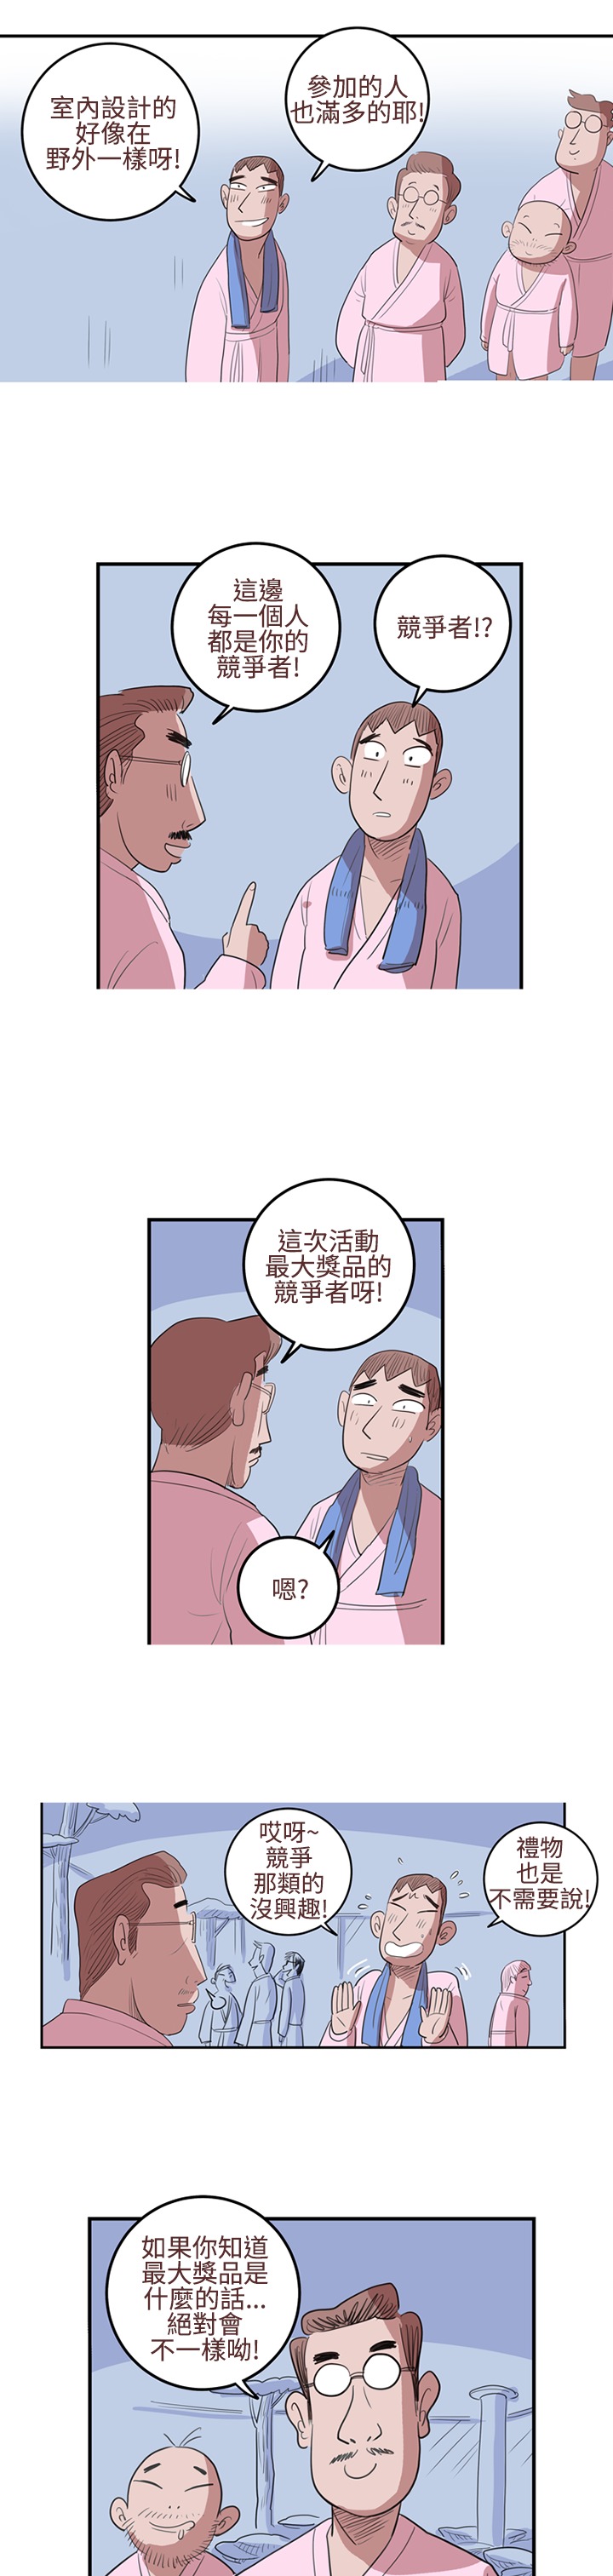 室內設計的
好像在
野外一樣呀!
參加的人
也滿多的耶!
這邊
每一個人
都是你的
競爭者!
競爭者!?
這次活動
最大獎品的
競爭者呀!
嗯?
哎呀~
競爭
那類的
沒興趣!
禮物
也是
不需要說!
如果你知道
最大獎品是
什麼的話...
絕對會
不一樣呦!